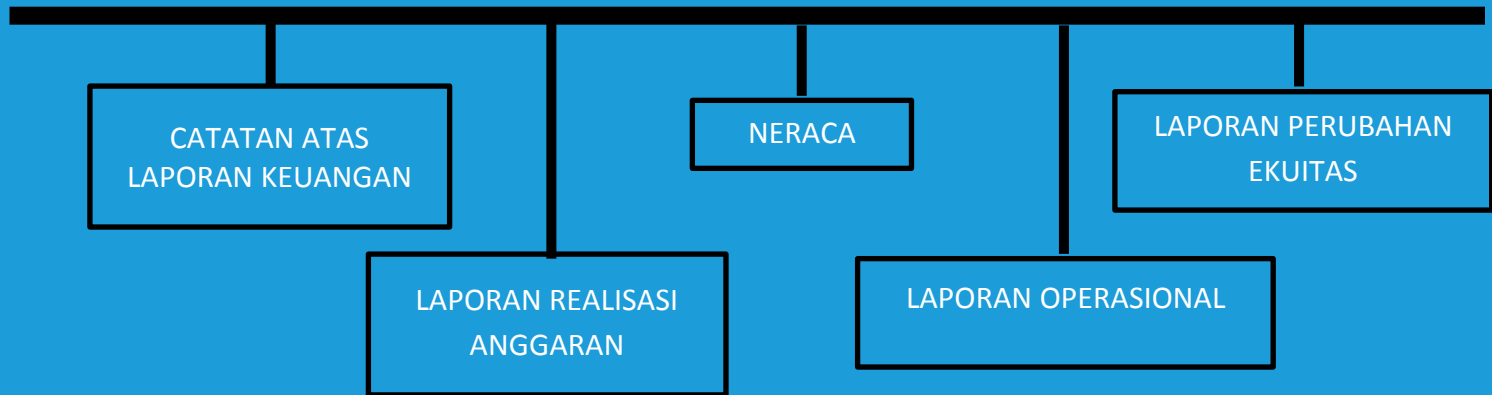 CATATAN ATAS
LAPORAN KEUANGAN
LAPORAN REALISASI
ANGGARAN
NERACA
LAPORAN OPERASIONAL
LAPORAN PERUBAHAN
EKUITAS